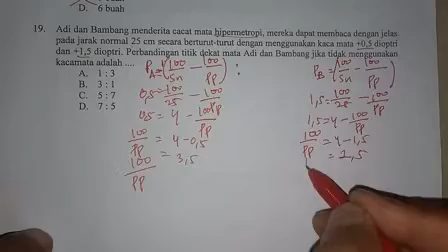 D. 6 buah
19. Adi dan Bambang menderita cacat mata hipermetropi, mereka dapat membaca dengan jelas
pada jarak normal 25 cm secara berturut-turut dengan menggunakan kaca mata +0,5 dioptri
dan +1,5 dioptri. Perbandingan titik dekat mata Adi dan Bambang jika tidak menggunakan
kacamata adalah ....
A. 1 : 3
B. 3 : 1
C. 5 : 7
D. 7 : 5
P_A = (100/Sn - 100/PP) :
0,5 = 100/25 - 100/PP
0,5 = 4 - 100/PP
100/PP = 4 - 0,5
100/PP = 3,5
P_B = (100/Sn - 100/PP)
1,5 = 100/25 - 100/PP
1,5 = 4 - 100/PP
100/PP = 4 - 1,5
= 2,5